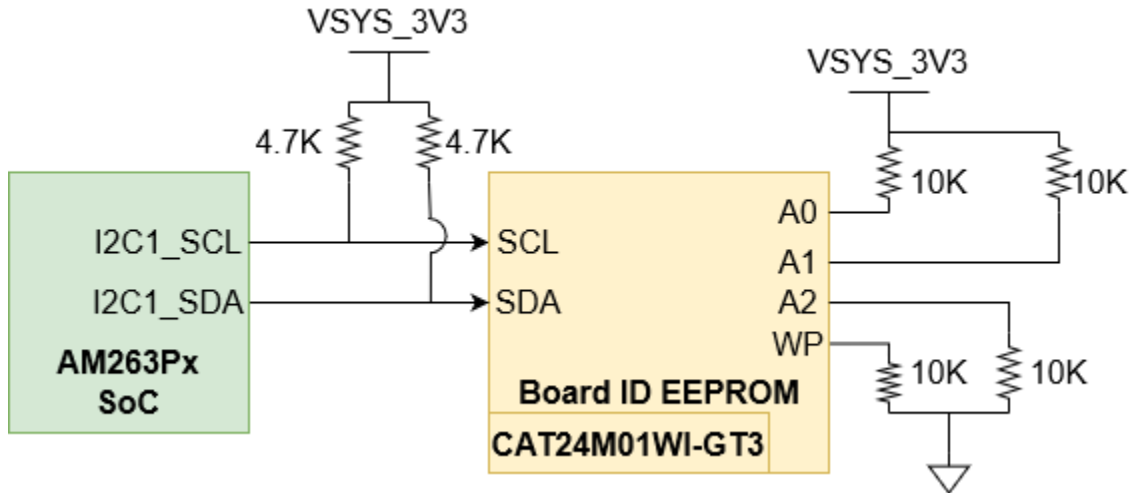 VSYS_3V3
VSYS_3V3
4.7K
4.7K
10K
10K
I2C1_SCL
I2C1_SDA
AM263Px
SoC
SCL
SDA
A0
A1
A2
WP
10K
10K
Board ID EEPROM
CAT24M01WI-GT3